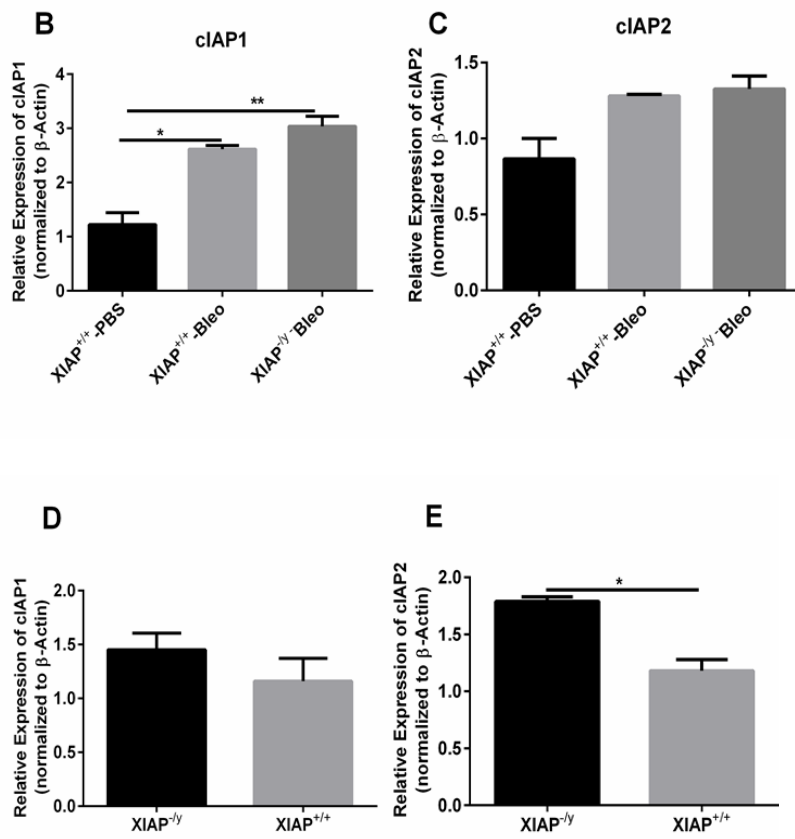 B
cIAP1
Relative Expression of cIAP1
(normalized to β-Actin)
4
3
2
1
0
**
*
XIAP+/+-PBS
XIAP+/+-Bleo
XIAP-/y-Bleo
C
cIAP2
Relative Expression of cIAP2
(normalized to β-Actin)
1.5
1.0
0.5
0.0
XIAP+/+-PBS
XIAP+/+-Bleo
XIAP-/y-Bleo
D
Relative Expression of cIAP1
(normalized to β-Actin)
2.0
1.5
1.0
0.5
0.0
XIAP-/y
XIAP+/+
E
Relative Expression of cIAP2
(normalized to β-Actin)
2.0
1.5
1.0
0.5
0.0
*
XIAP-/y
XIAP+/+